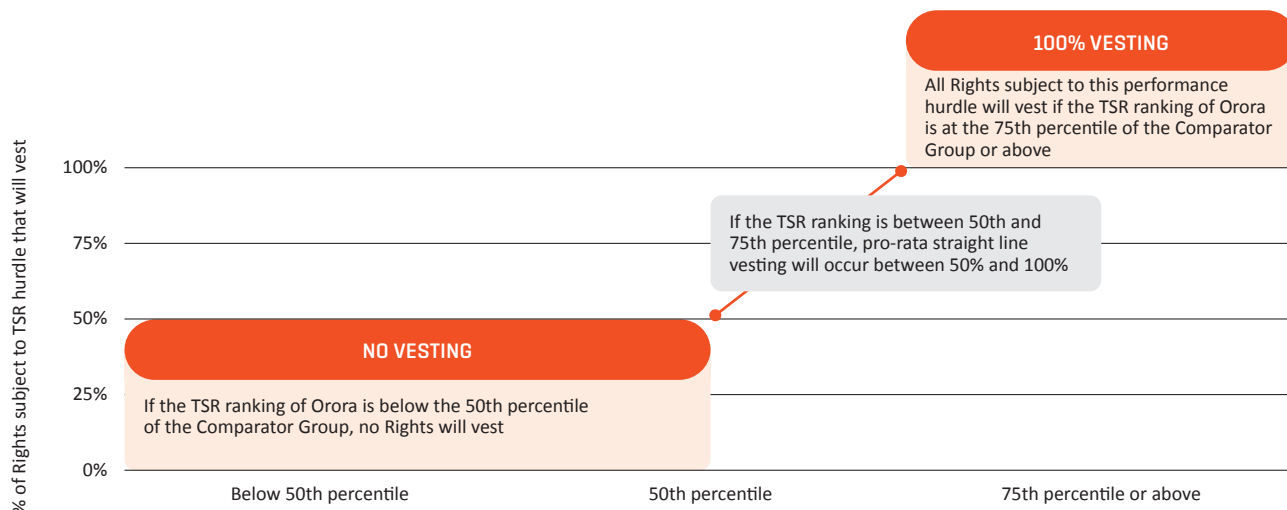 100% VESTING
All Rights subject to this performance
hurdle will vest if the TSR ranking of Orora
is at the 75th percentile of the Comparator
Group or above
% of Rights subject to TSR hurdle that will vest
100%
If the TSR ranking is between 50th and
75th percentile, pro-rata straight line
vesting will occur between 50% and 100%
75%
50%
NO VESTING
25%
If the TSR ranking of Orora is below the 50th percentile
of the Comparator Group, no Rights will vest
0%
Below 50th percentile
50th percentile
75th percentile or above